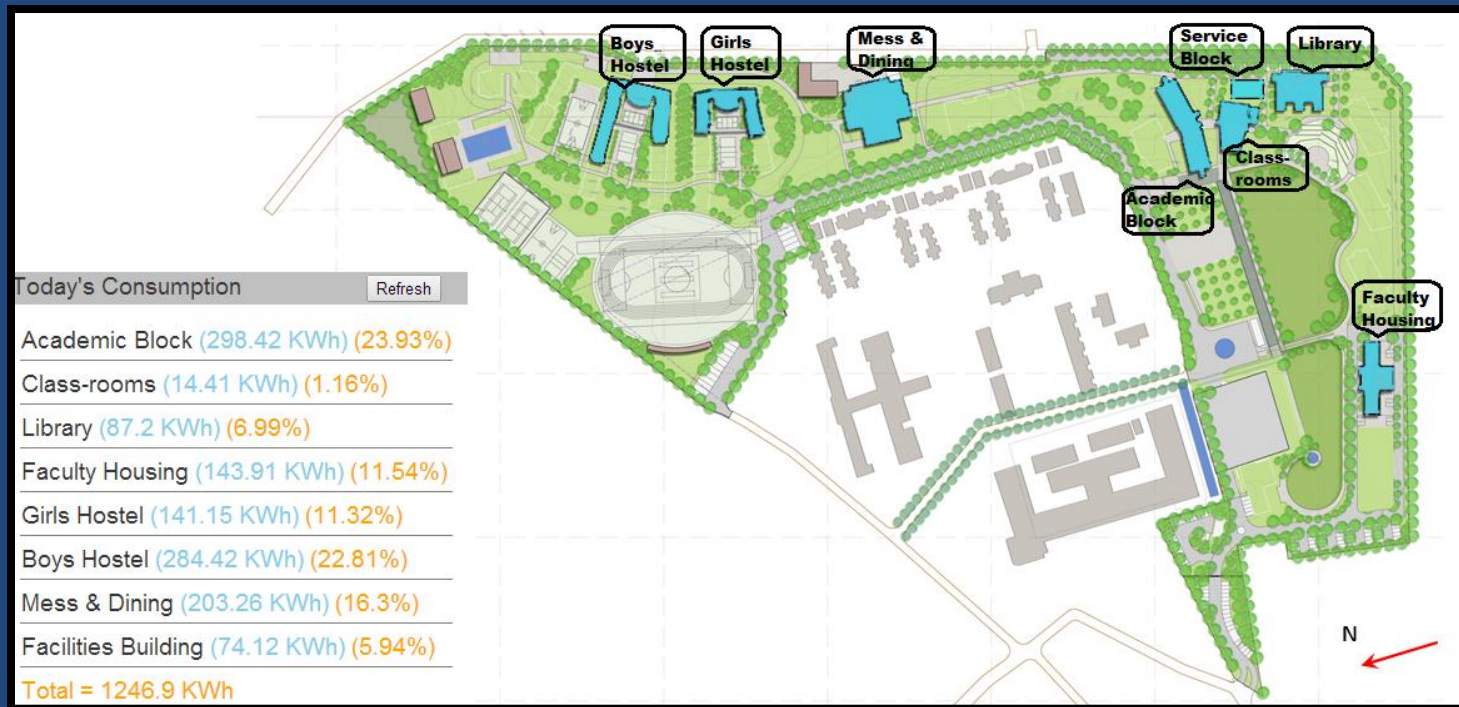 Boys
Hostel
Girls
Hostel
Mess &
Dining
Service
Block
Library
Class-
rooms
Academic
Block
Faculty
Housing
Today's Consumption
Refresh
Academic Block (298.42 KWh) (23.93%)
Class-rooms (14.41 KWh) (1.16%)
Library (87.2 KWh) (6.99%)
Faculty Housing (143.91 KWh) (11.54%)
Girls Hostel (141.15 KWh) (11.32%)
Boys Hostel (284.42 KWh) (22.81%)
Mess & Dining (203.26 KWh) (16.3%)
Facilities Building (74.12 KWh) (5.94%)
Total = 1246.9 KWh
N